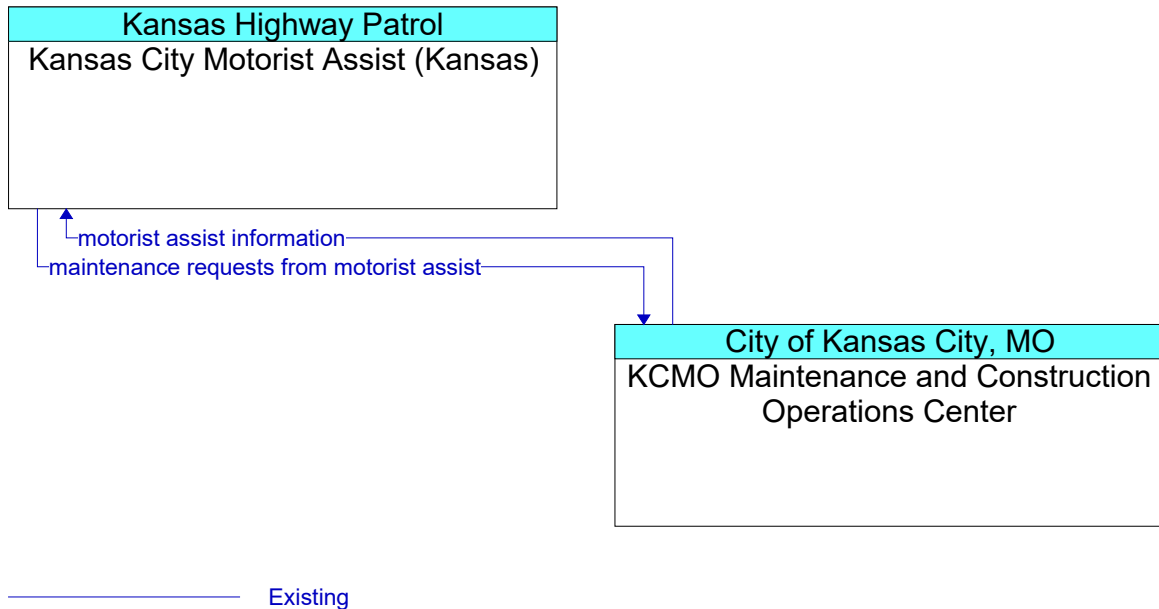 Kansas Highway Patrol
Kansas City Motorist Assist (Kansas)
motorist assist information
maintenance requests from motorist assist
City of Kansas City, MO
KCMO Maintenance and Construction
Operations Center
Existing